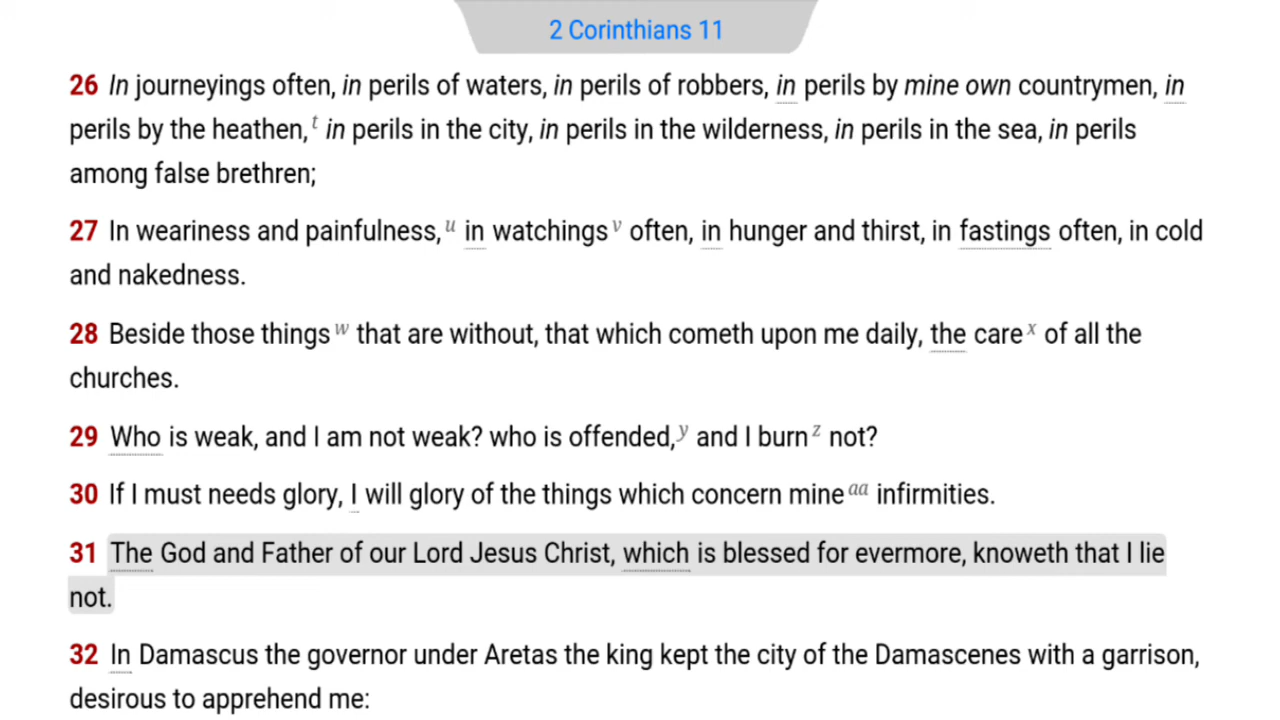 2 Corinthians 11
26 In journeyings often, in perils of waters, in perils of robbers, in perils by mine own countrymen, in
perils by the heathen, t in perils in the city, in perils in the wilderness, in perils in the sea, in perils
among false brethren;
27 In weariness and painfulness, u in watchings v often, in hunger and thirst, in fastings often, in cold
and nakedness.
28 Beside those things w that are without, that which cometh upon me daily, the care x of all the
churches.
29 Who is weak, and I am not weak? who is offended, y and I burn z not?
30 If I must needs glory, I will glory of the things which concern mine aa infirmities.
31 The God and Father of our Lord Jesus Christ, which is blessed for evermore, knoweth that I lie
not.
32 In Damascus the governor under Aretas the king kept the city of the Damascenes with a garrison,
desirous to apprehend me: